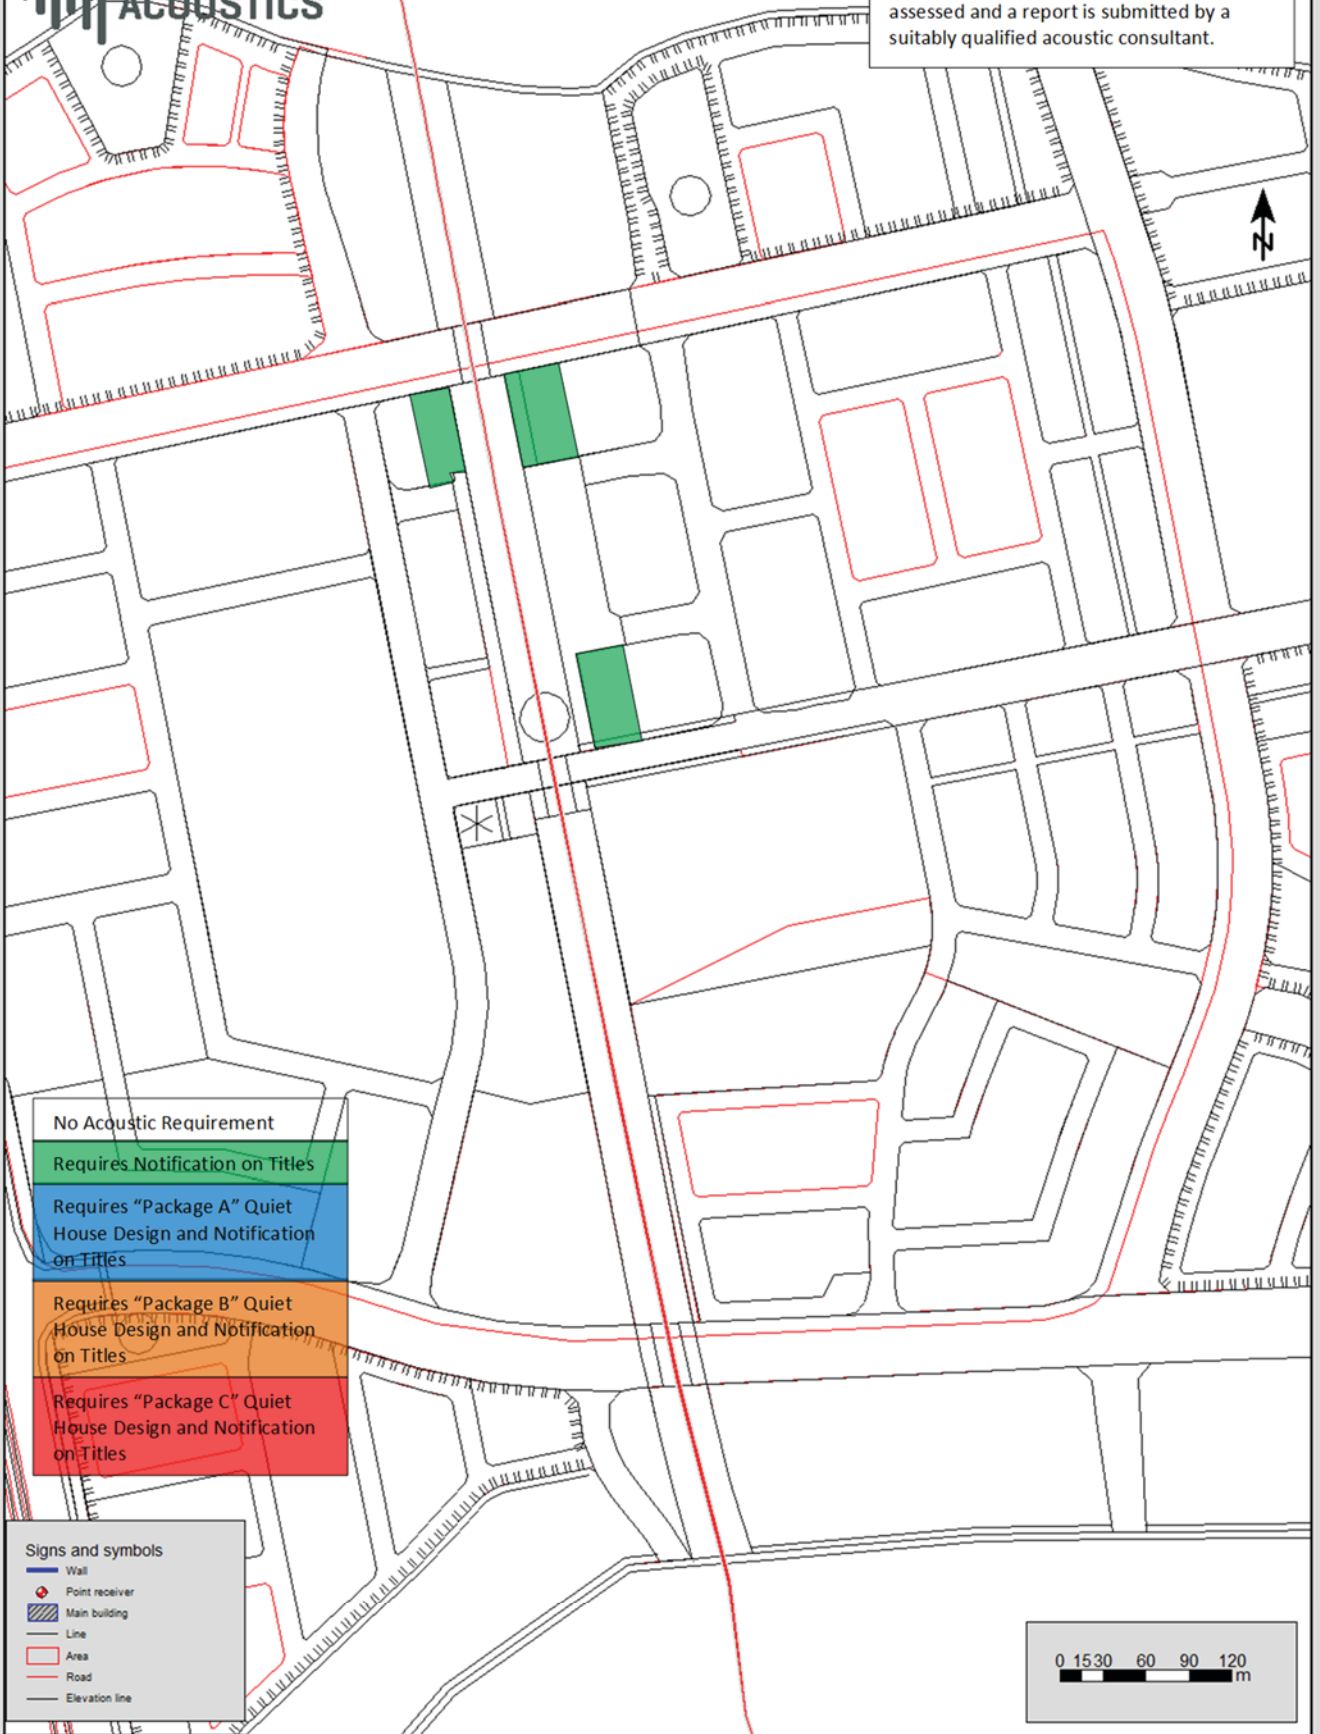 ACOUSTICS
assessed and a report is submitted by a
suitably qualified acoustic consultant.
N
No Acoustic Requirement
Requires Notification on Titles
Requires “Package A” Quiet
House Design and Notification
on Titles
Requires “Package B” Quiet
House Design and Notification
on Titles
Requires “Package C” Quiet
House Design and Notification
on Titles
Signs and symbols
Wall
Point receiver
Main building
Line
Area
Road
Elevation line
0 15 30 60 90 120
m